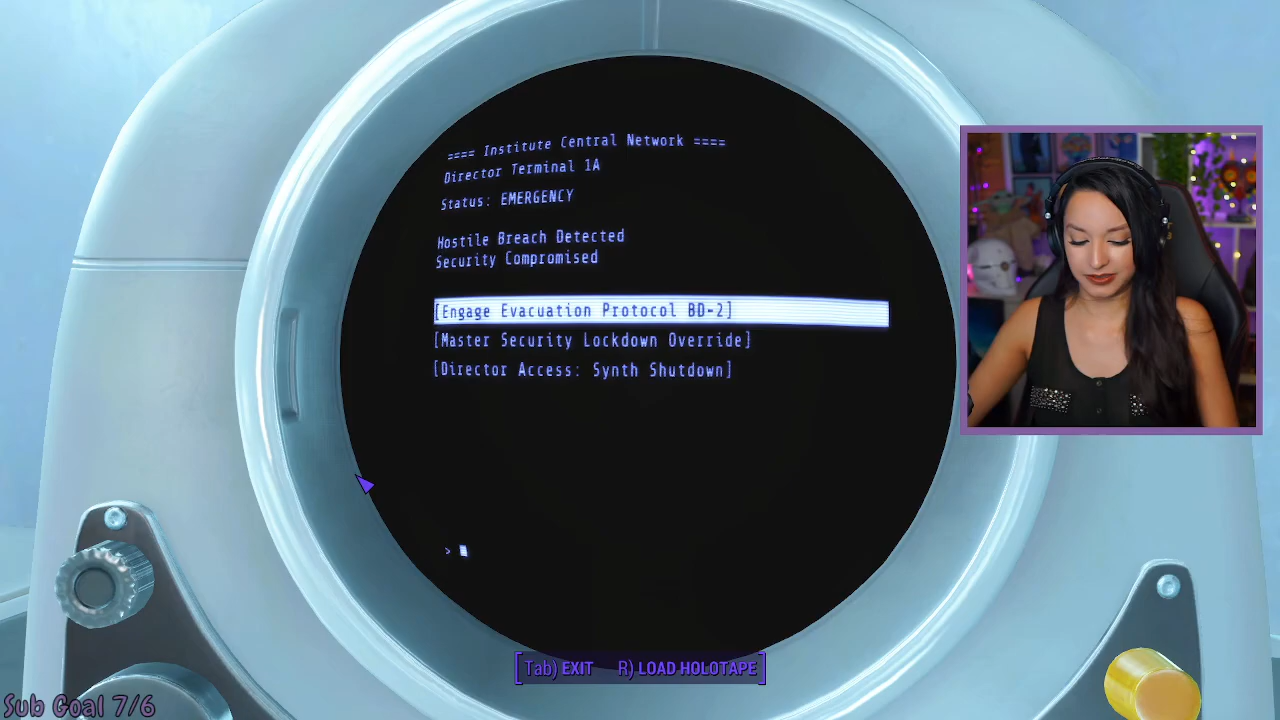 ==== Institute Central Network ====
Director Terminal 1A
Status: EMERGENCY
Hostile Breach Detected
Security Compromised
[Engage Evacuation Protocol BD-2]
[Master Security Lockdown Override]
[Director Access: Synth Shutdown]
>
[Tab) EXIT R) LOAD HOLOTAPE]
Sub Goal 7/6